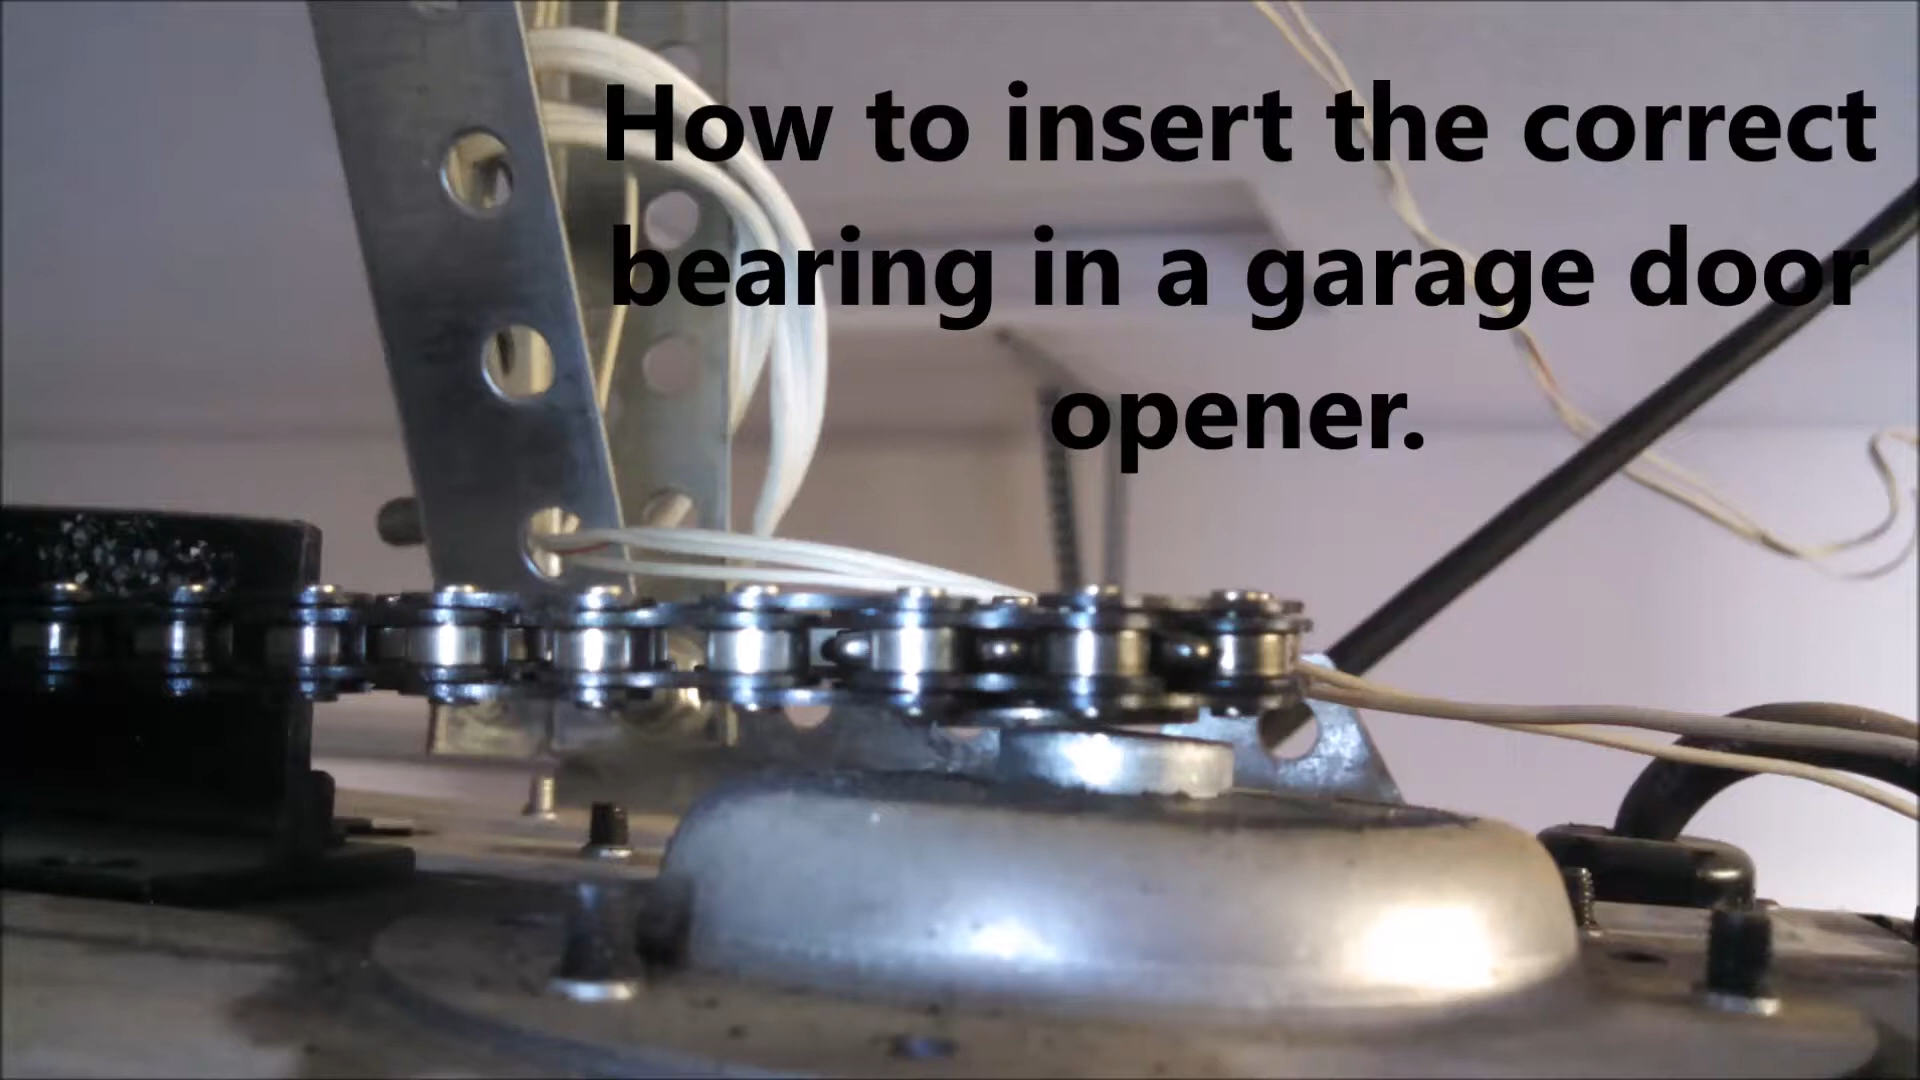 How to insert the correct
bearing in a garage door
opener.